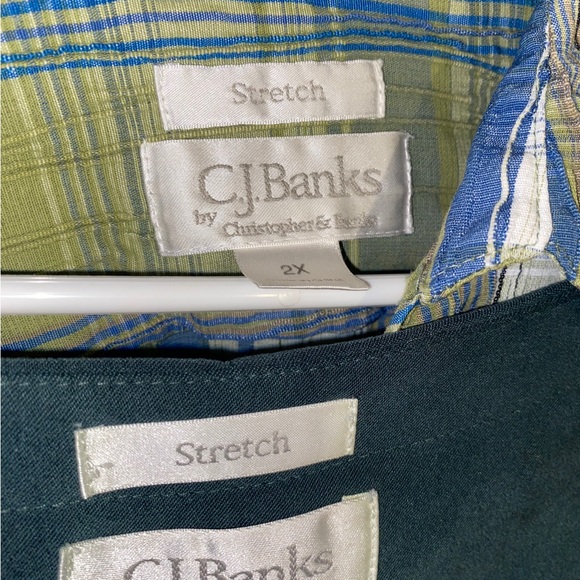 Stretch
C.J.Banks
by Christopher & Banks
2X
Stretch
C.J.Banks